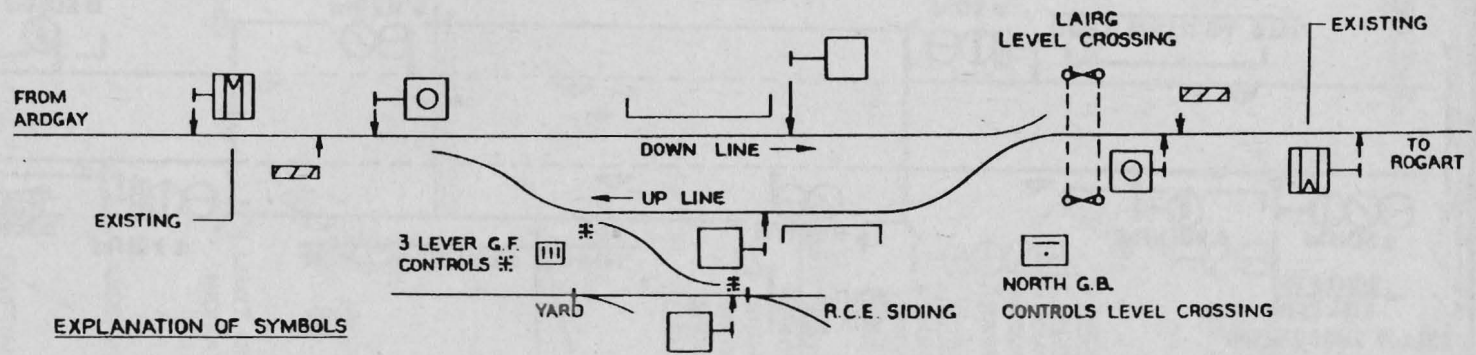 LAIRG
LEVEL CROSSING
EXISTING
FROM
ARDGAY
DOWN LINE
TO
ROGART
UP LINE
EXISTING
3 LEVER G.F.
CONTROLS
YARD
R.C.E. SIDING
NORTH G.B.
CONTROLS LEVEL CROSSING
EXPLANATION OF SYMBOLS